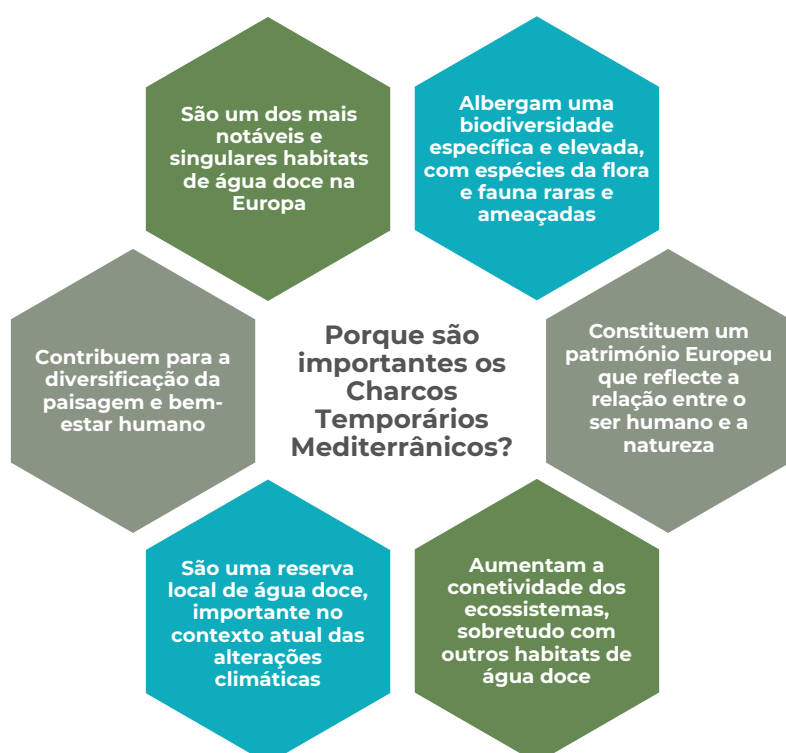 São um dos mais
notáveis e
singulares habitats
de água doce na
Europa
Albergam uma
biodiversidade
específica e elevada,
com espécies da flora
e fauna raras e
ameaçadas
Contribuem para a
diversificação da
paisagem e bem-
estar humano
Porque são
importantes os
Charcos
Temporários
Mediterrânicos?
Constituem um
património Europeu
que reflecte a
relação entre o
ser humano e a
natureza
São uma reserva
local de água doce,
importante no
contexto atual das
alterações
climáticas
Aumentam a
conetividade dos
ecossistemas,
sobretudo com
outros habitats de
água doce